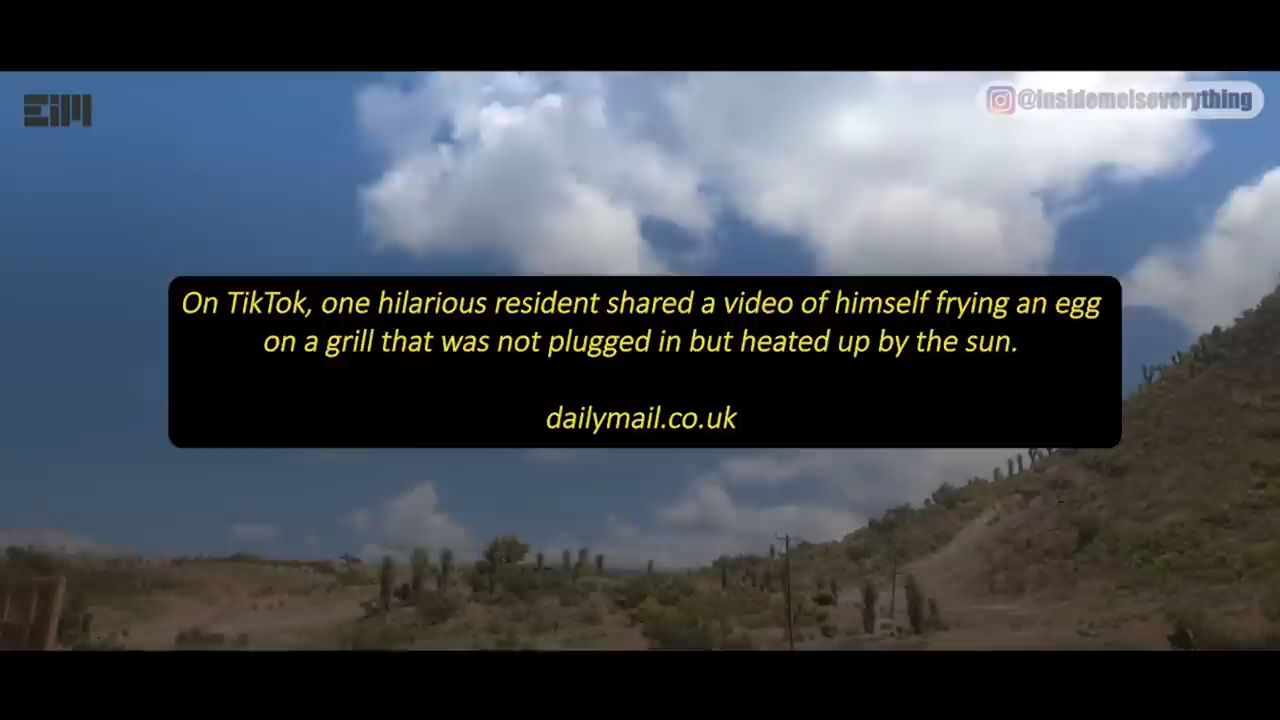 EiM
@insidemeiseverything
On TikTok, one hilarious resident shared a video of himself frying an egg
on a grill that was not plugged in but heated up by the sun.
dailymail.co.uk